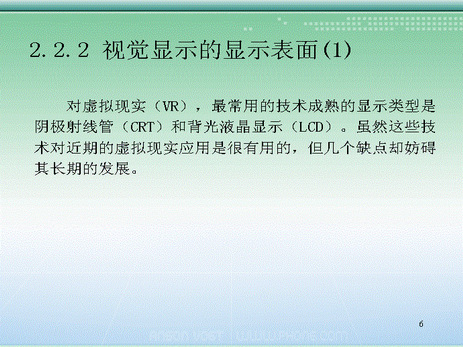 2.2.2 视觉显示的显示表面(1)
对虚拟现实（VR），最常用的技术成熟的显示类型是
阴极射线管（CRT）和背光液晶显示（LCD）。虽然这些技
术对近期的虚拟现实应用是很有用的，但几个缺点却妨碍
其长期的发展。
6